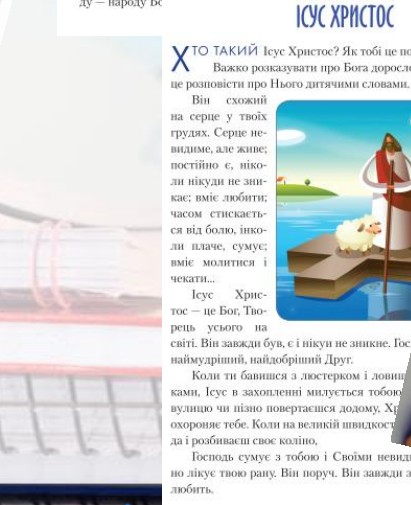 ду — народу Бо
ІСУС ХРИСТОС
ХТО ТАКИЙ Ісус Христос? Як тобі це по
Важко розказувати про Бога доросло
це розповісти про Нього дитячими словами.
Він схожий
на серце у твоїх
грудях. Серце не-
видиме, але живе;
постійно є, ніко-
ли нікуди не зни-
кає; вміє любити;
часом стискаєть-
ся від болю, інко-
ли плаче, сумує;
вміє молитися і
чекати...
Ісус Хрис-
тос — це Бог, Тво-
рець усього на
світі. Він завжди був, є і нікуи не зникне. Гос
наймудріший, найдобріший Друг.
Коли ти бавишся з люстерком і ловиш
ками, Ісус в захопленні милується тобою
вулицю чи пізно повертаєшся додому, Хр
охороняє тебе. Коли на великій швидкост
да і розбиваєш своє коліно,
Господь сумує з тобою і Своїми невид
но лікує твою рану. Він поруч. Він завжди з
любить.